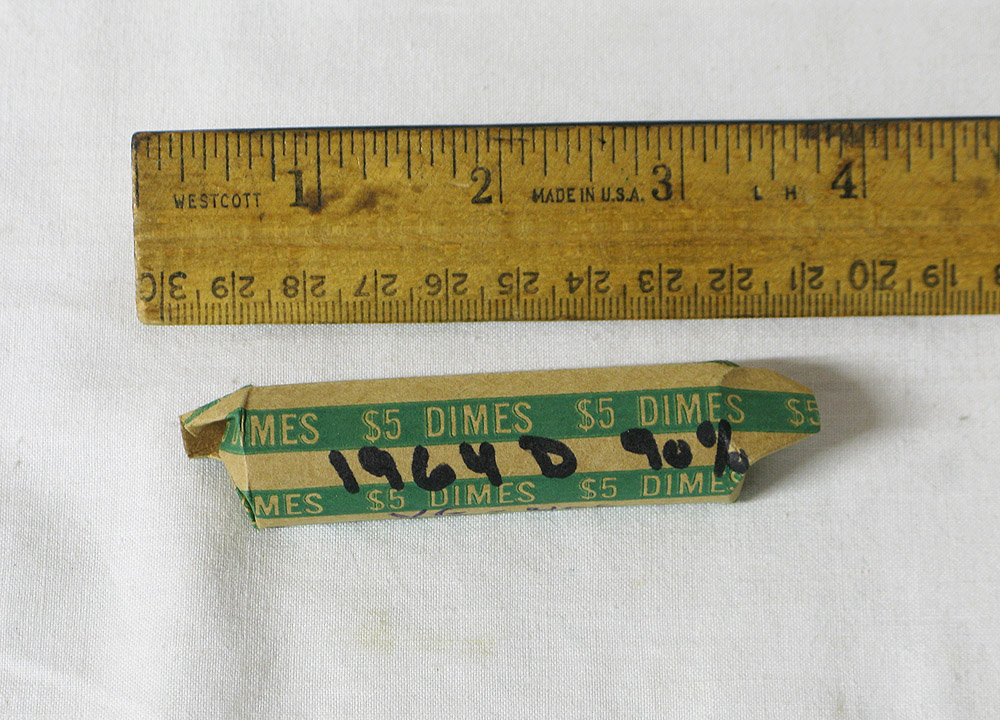 1 2 3 4
WESTCOTT MADE IN U.S.A. L H
30 29 28 27 26 25 24 23 22 21 20 19
MES $5 DIMES $5 DIMES $5
1964 D 90%
MES $5 DIMES $5 DIMES